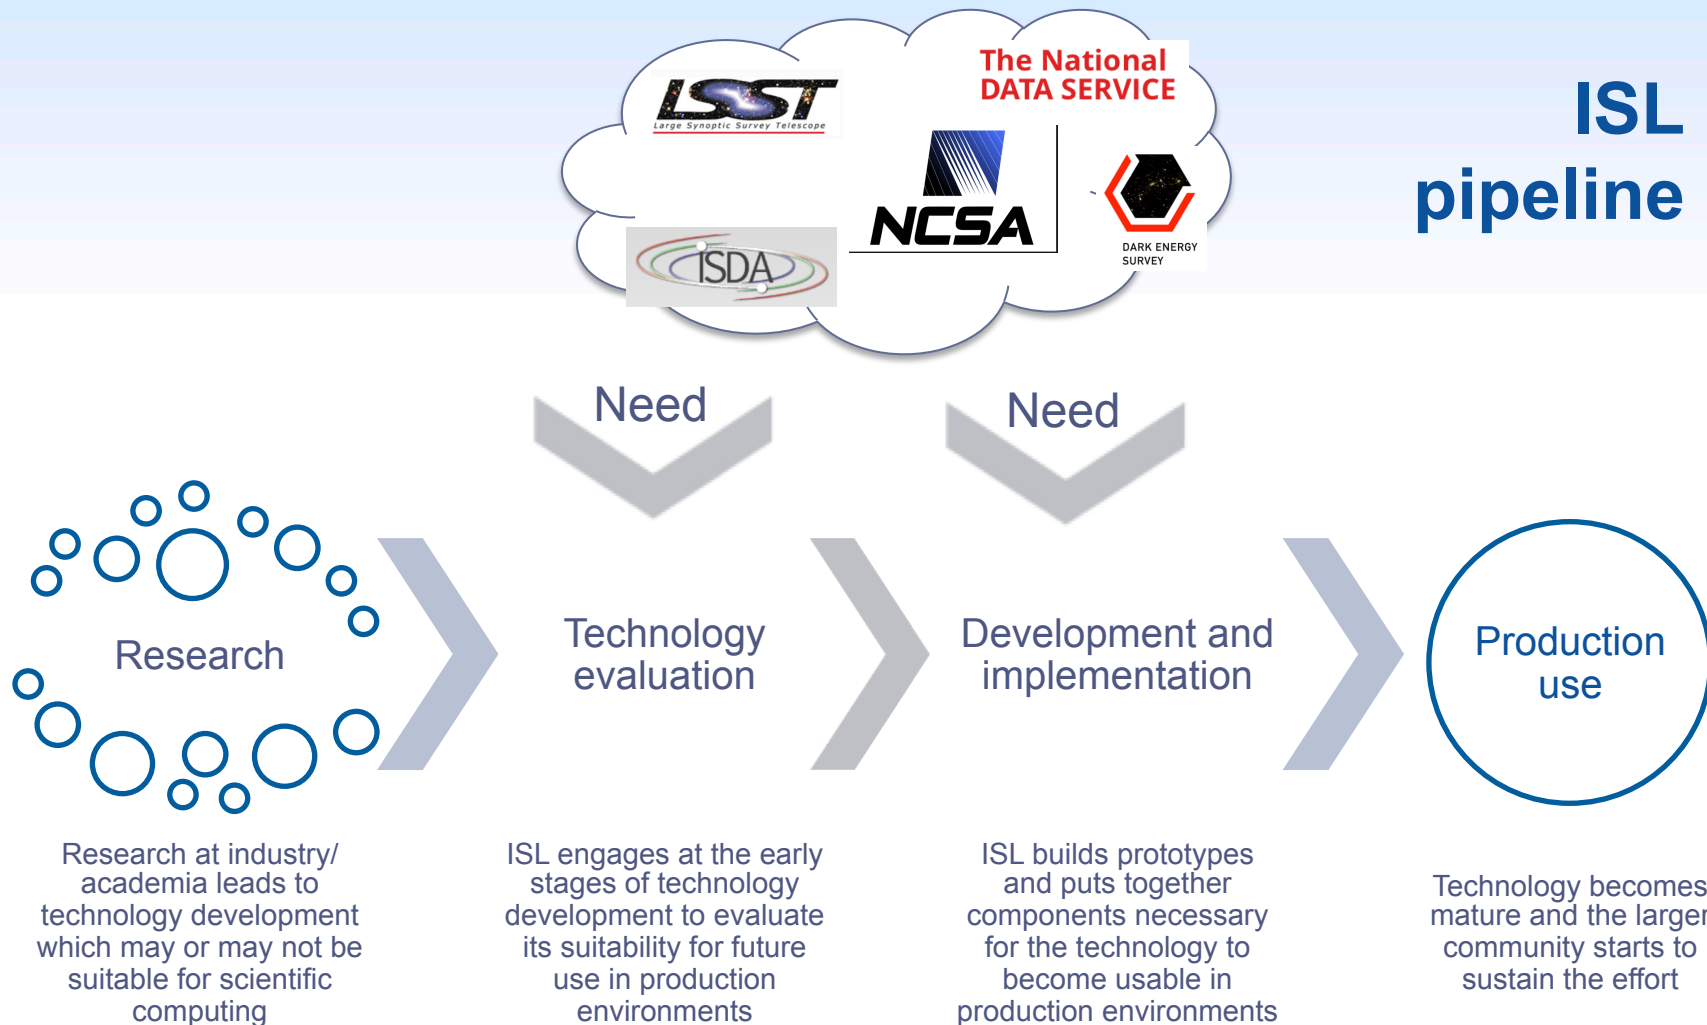 LSST
Large Synoptic Survey Telescope
The National
DATA SERVICE
NCSA
DARK ENERGY
SURVEY
ISDA
ISL
pipeline
Need
Need
Research
Technology
evaluation
Development and
implementation
Production
use
Research at industry/
academia leads to
technology development
which may or may not be
suitable for scientific
computing
ISL engages at the early
stages of technology
development to evaluate
its suitability for future
use in production
environments
ISL builds prototypes
and puts together
components necessary
for the technology to
become usable in
production environments
Technology becomes
mature and the larger
community starts to
sustain the effort